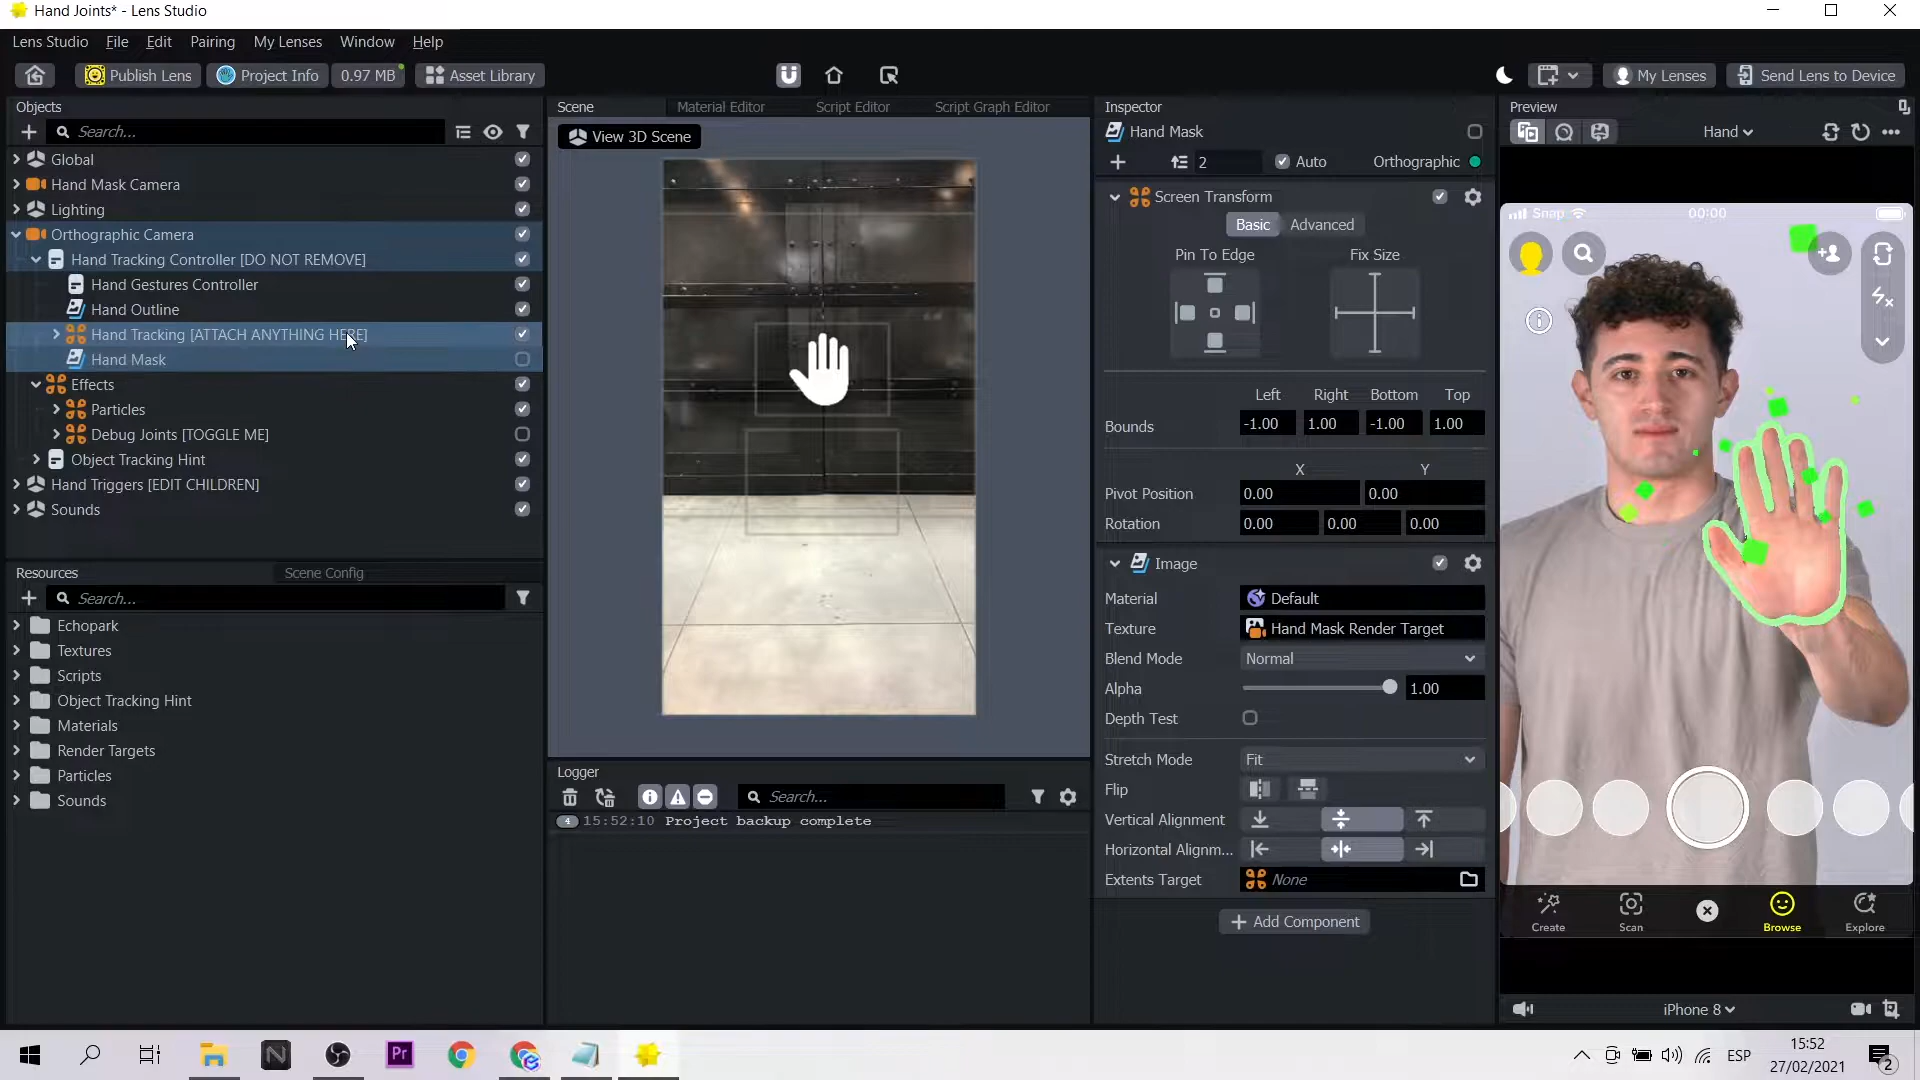 Hand Joints* - Lens Studio
Lens Studio File Edit Pairing My Lenses Window Help
Publish Lens Project Info 0.97 MB Asset Library My Lenses Send Lens to Device
Objects
Search...
Global
Hand Mask Camera
Lighting
Orthographic Camera
Hand Tracking Controller [DO NOT REMOVE]
Hand Gestures Controller
Hand Outline
Hand Tracking [ATTACH ANYTHING HERE]
Hand Mask
Effects
Particles
Debug Joints [TOGGLE ME]
Object Tracking Hint
Hand Triggers [EDIT CHILDREN]
Sounds
Resources Scene Config
Search...
Echopark
Textures
Scripts
Object Tracking Hint
Materials
Render Targets
Particles
Sounds
Scene Material Editor Script Editor Script Graph Editor
View 3D Scene
Logger
Search...
4 15:52:10 Project backup complete
Inspector
Hand Mask
2 Auto Orthographic
Screen Transform
Basic Advanced
Pin To Edge Fix Size
Left Right Bottom Top
Bounds -1.00 1.00 -1.00 1.00
X Y
Pivot Position 0.00 0.00
Rotation 0.00 0.00 0.00
Image
Material Default
Texture Hand Mask Render Target
Blend Mode Normal
Alpha 1.00
Depth Test
Stretch Mode Fit
Flip
Vertical Alignment
Horizontal Alignm...
Extents Target None
Add Component
Preview
Hand
Snap 00:00
Create Scan Browse Explore
iPhone 8
Pr
ESP
15:52
27/02/2021
2